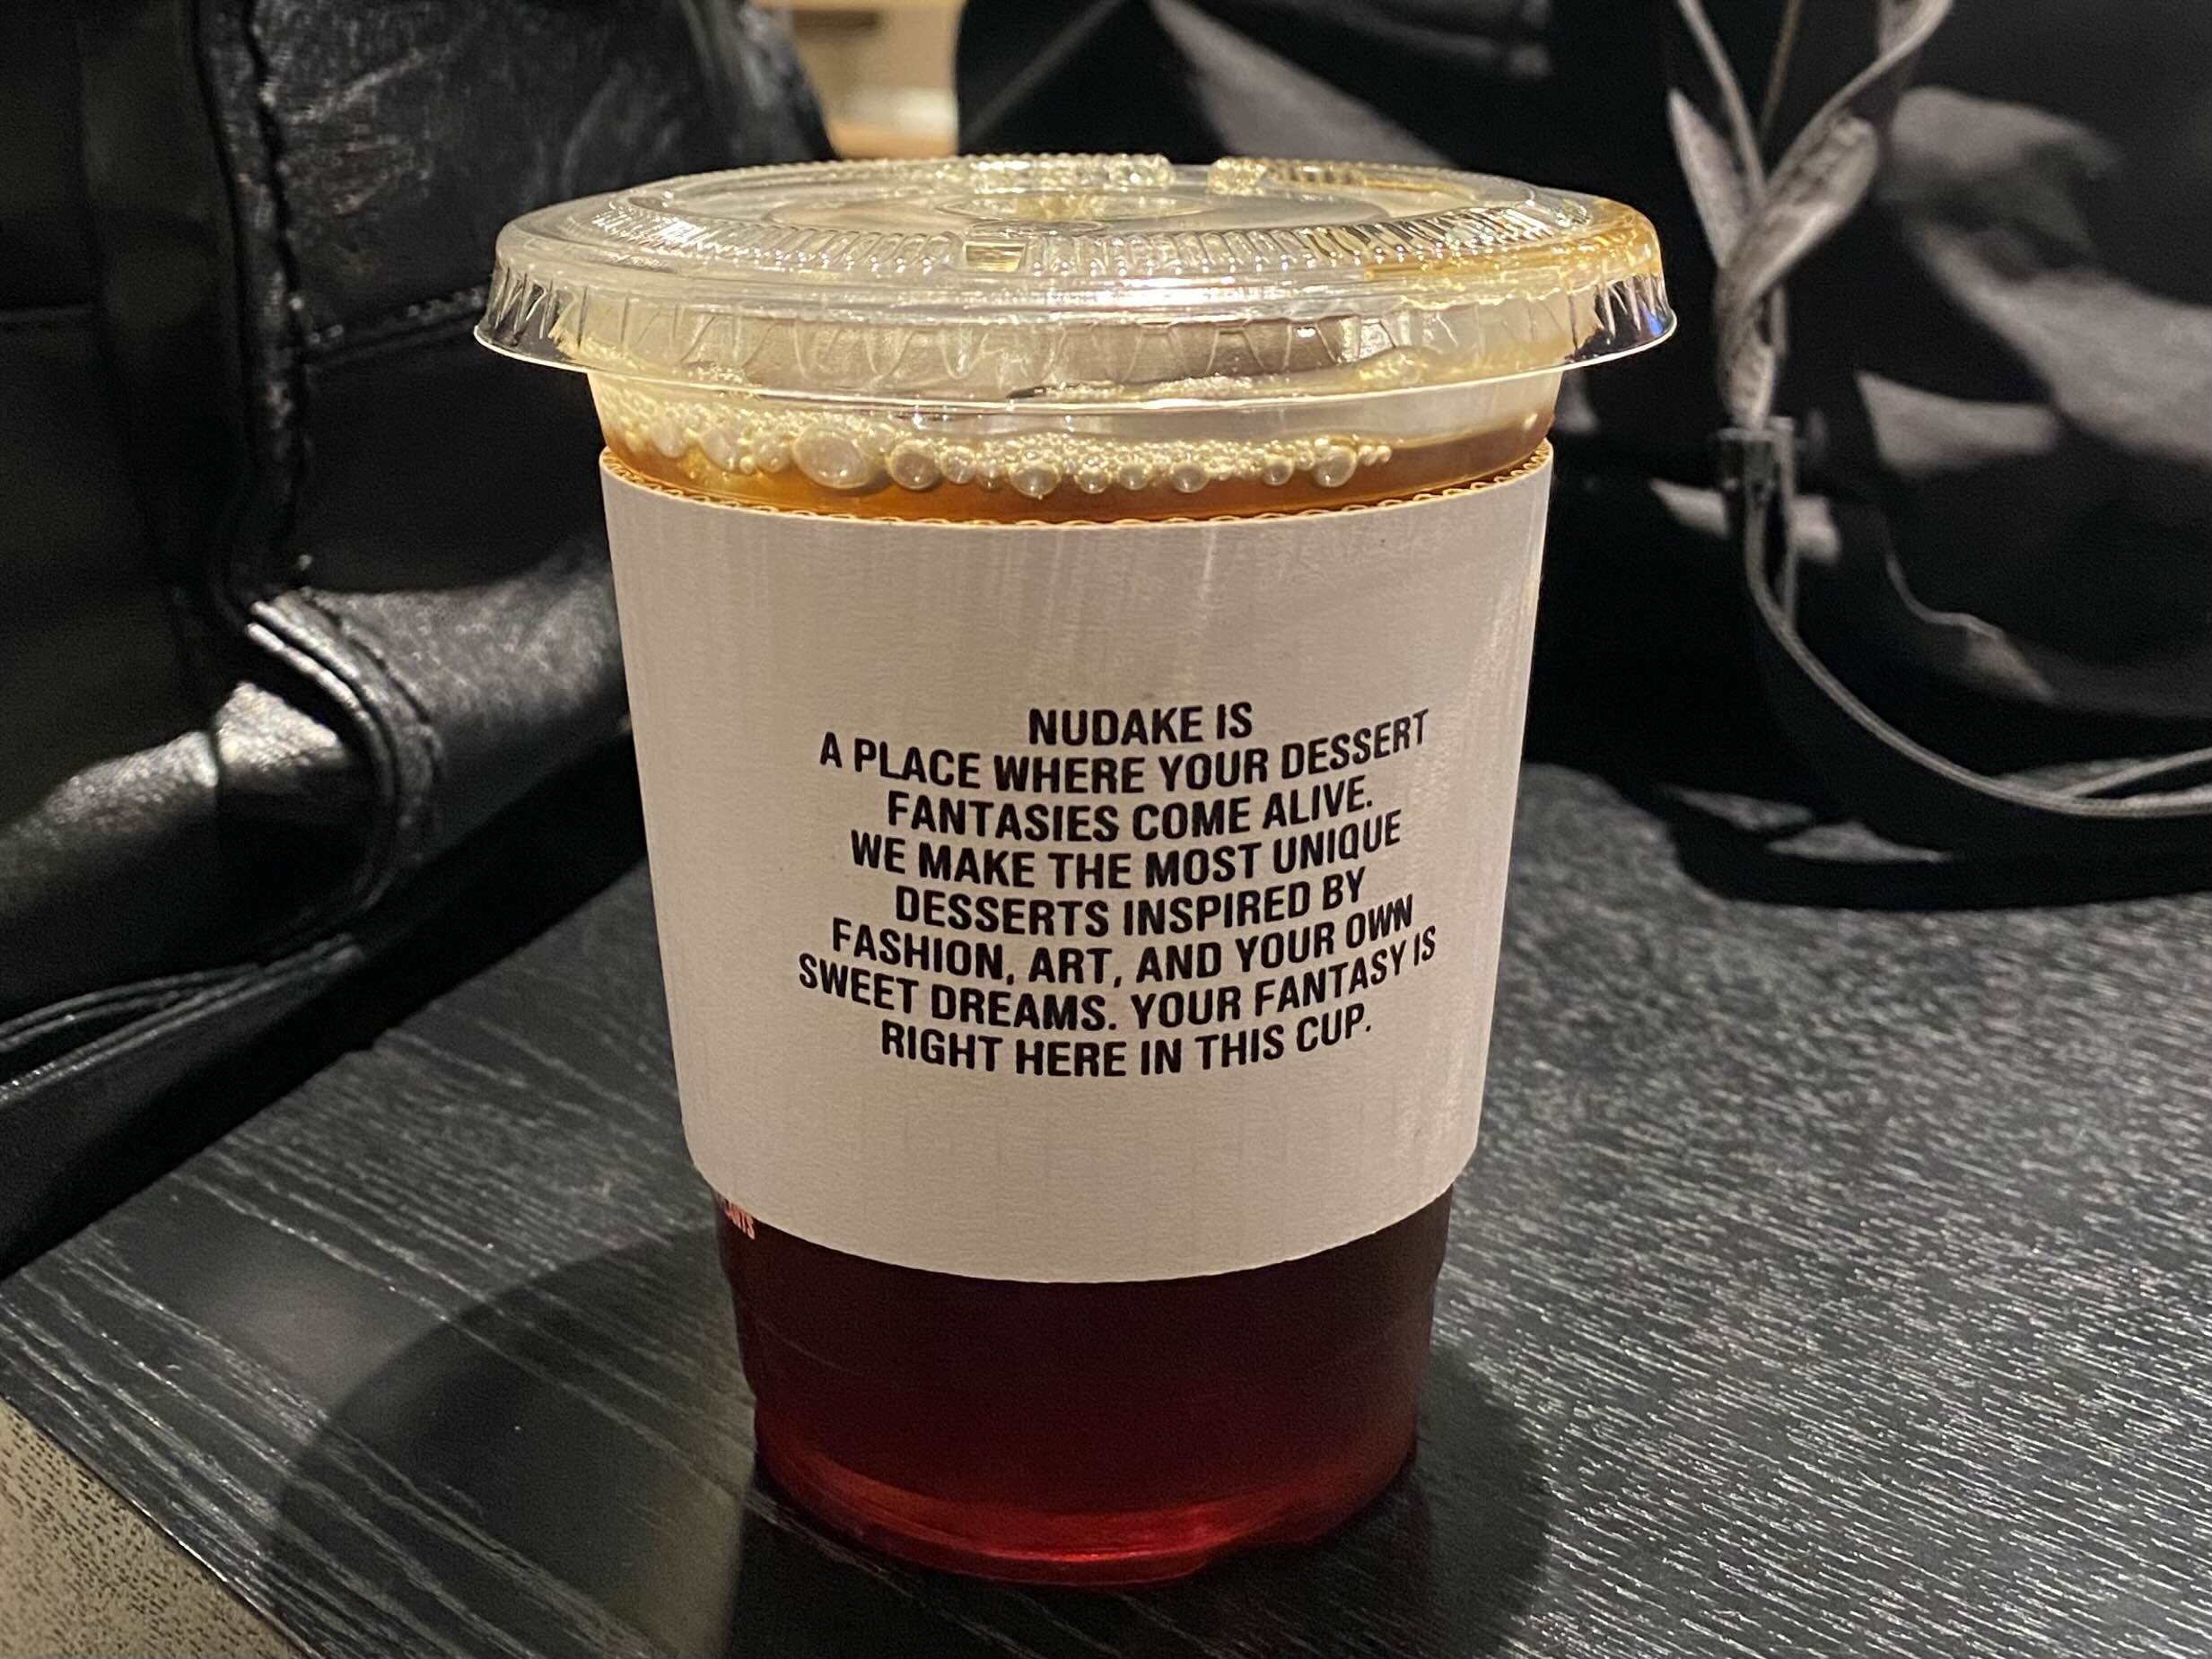 NUDAKE IS
A PLACE WHERE YOUR DESSERT
FANTASIES COME ALIVE.
WE MAKE THE MOST UNIQUE
DESSERTS INSPIRED BY
FASHION, ART, AND YOUR OWN
SWEET DREAMS. YOUR FANTASY IS
RIGHT HERE IN THIS CUP.